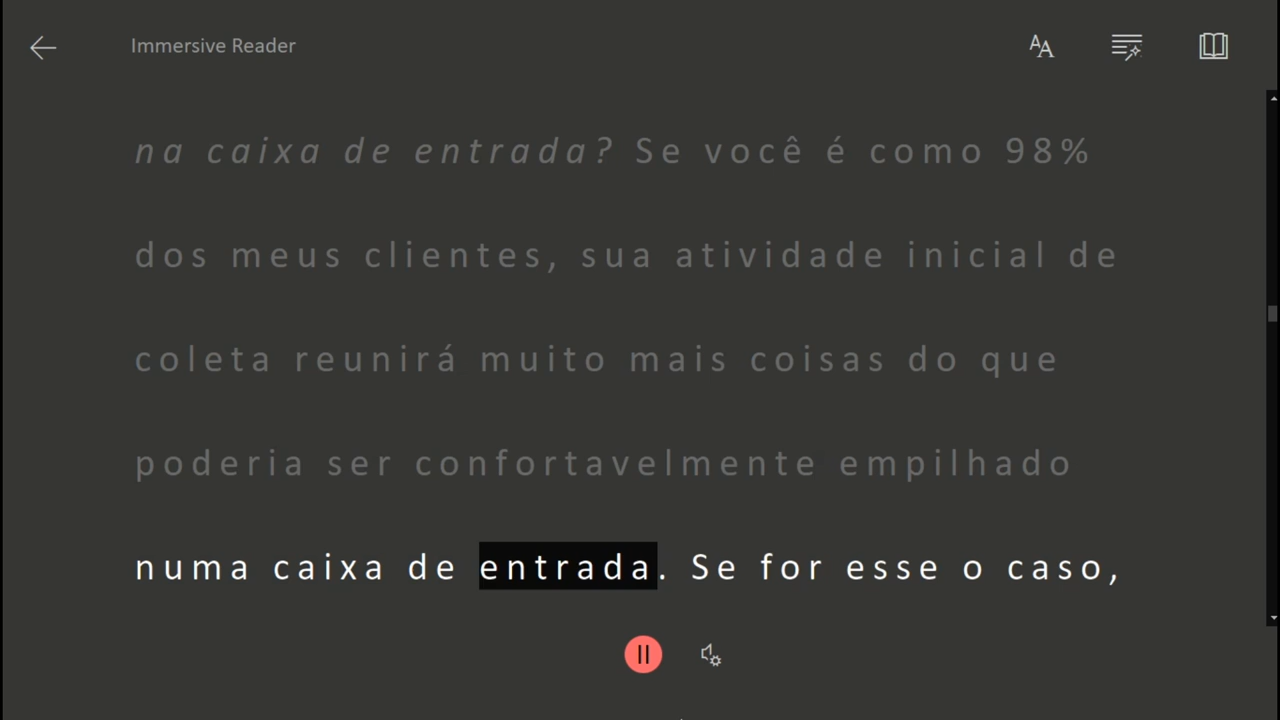 Immersive Reader
na caixa de entrada? Se você é como 98%
dos meus clientes, sua atividade inicial de
coleta reunirá muito mais coisas do que
poderia ser confortavelmente empilhado
numa caixa de entrada. Se for esse o caso,